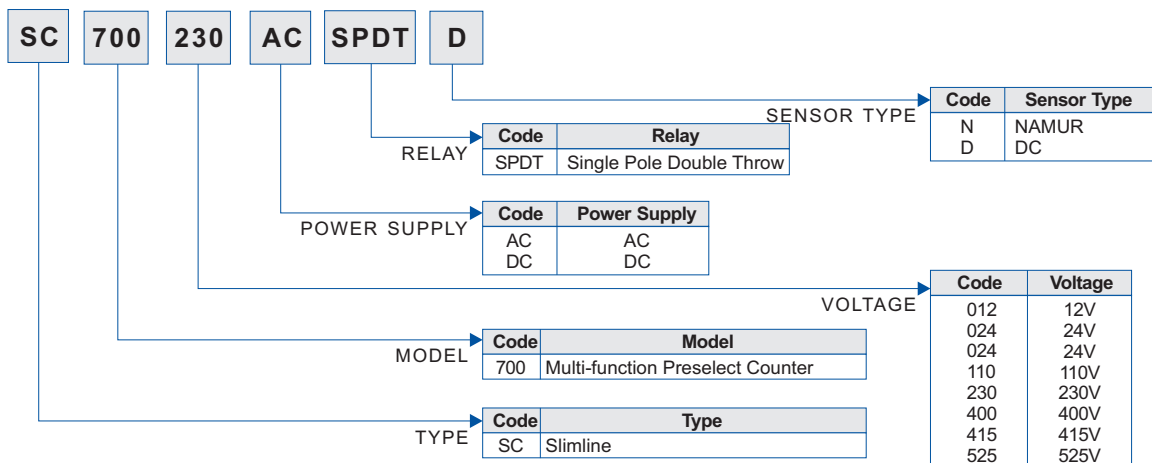 SC 700 230 AC SPDT D
SENSOR TYPE
Code Sensor Type
N NAMUR
D DC
RELAY
Code Relay
SPDT Single Pole Double Throw
POWER SUPPLY
Code Power Supply
AC AC
DC DC
VOLTAGE
Code Voltage
012 12V
024 24V
024 24V
110 110V
230 230V
400 400V
415 415V
525 525V
MODEL
Code Model
700 Multi-function Preselect Counter
TYPE
Code Type
SC Slimline